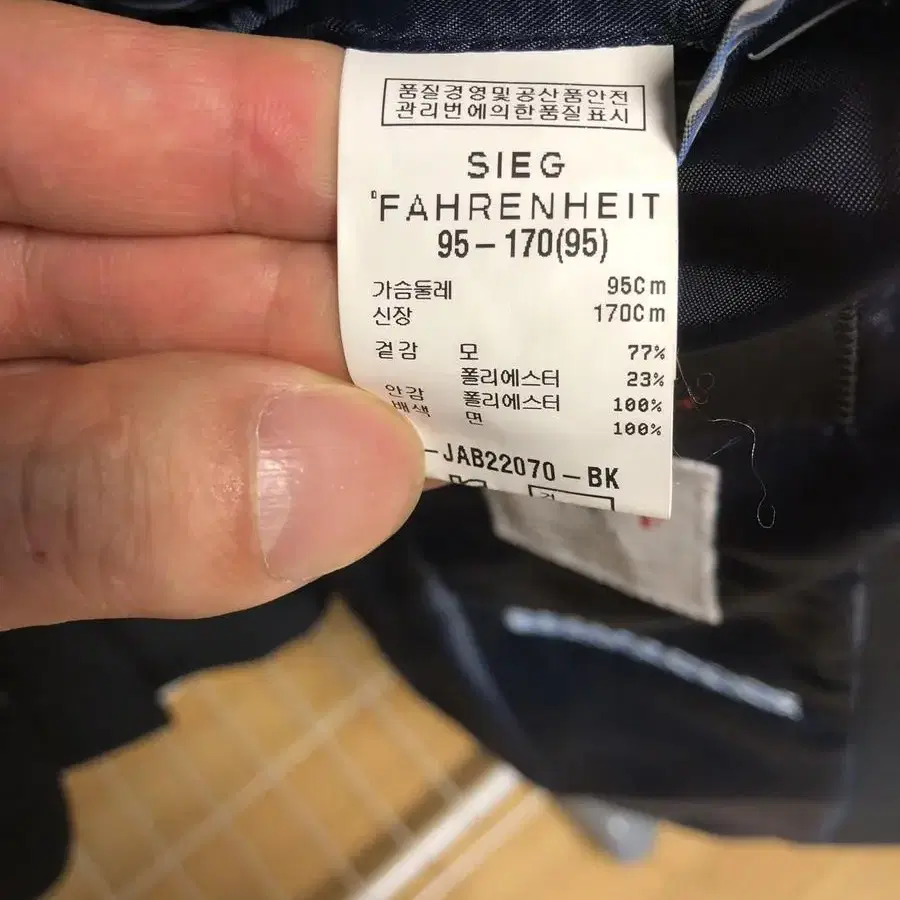 품질경영및공산품안전
관리번에의한품질표시
SIEG
FAHRENHEIT
95-170(95)
가슴둘레 95Cm
신장 170Cm
겉감 모 77%
폴리에스터 23%
안감 폴리에스터 100%
배색 면 100%
-JAB22070-BK